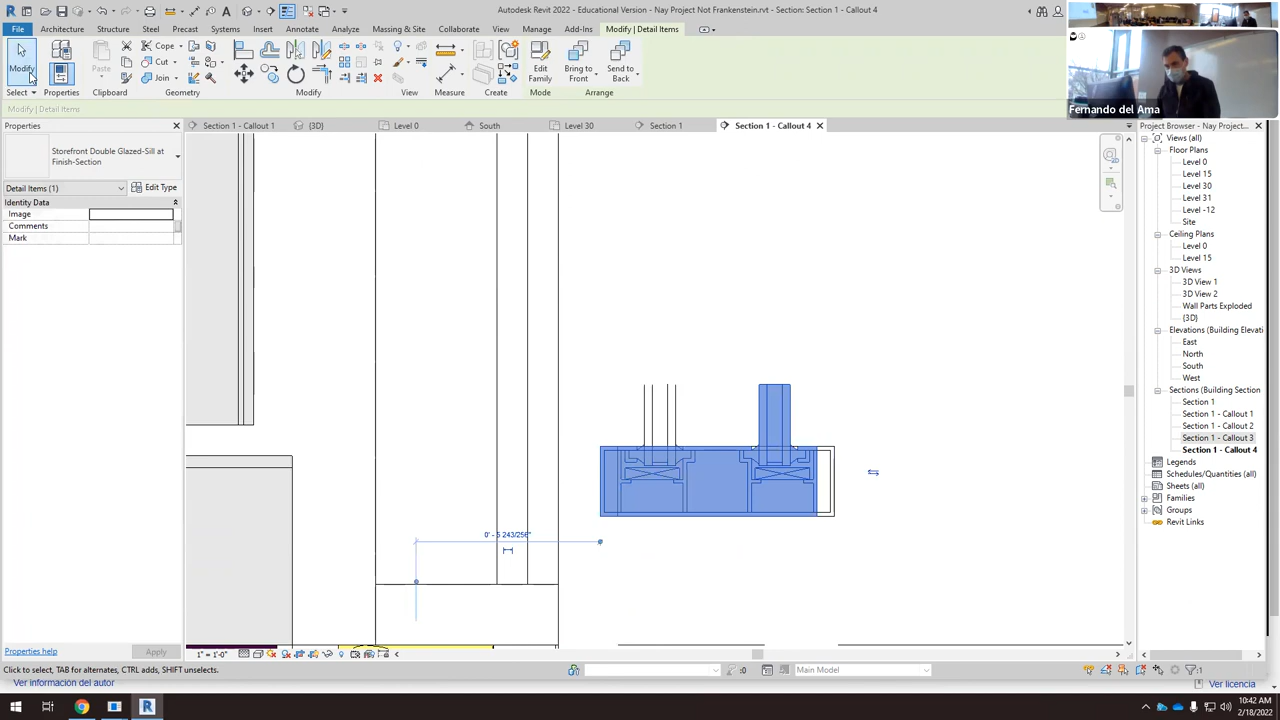 Autodesk Revit 2022 - Educational Version - Nay Project Not Frankenstein.rvt - Section: Section 1 - Callout 4
File Architecture Structure Steel Precast Systems Insert Annotate Analyze Massing & Site Collaborate View Manage Add-Ins Modify | Detail Items
Modify Paste Cope Cut Join Edit Family Bring to Front Send to Back
Select Properties Clipboard Geometry Modify View Measure Create Mode Arrange
Fernando del Ama
Modify | Detail Items
Properties
Section 1 - Callout 1 {3D} Level 0 South Level 30 Section 1 Section 1 - Callout 4
Project Browser - Nay Project...
Storefront Double Glazed-Sill at
Finish-Section
Detail Items (1) Edit Type
Identity Data
Image
Comments
Mark
Views (all)
Floor Plans
Level 0
Level 15
Level 30
Level 31
Level -12
Site
Ceiling Plans
Level 0
Level 15
3D Views
3D View 1
3D View 2
Wall Parts Exploded
{3D}
Elevations (Building Elevati
East
North
South
West
Sections (Building Section
Section 1
Section 1 - Callout 1
Section 1 - Callout 2
Section 1 - Callout 3
Section 1 - Callout 4
Legends
Schedules/Quantities (all)
Sheets (all)
Families
Groups
Revit Links
0' - 5 243/256"
Properties help Apply
1" = 1'-0"
Click to select, TAB for alternates, CTRL adds, SHIFT unselects.
:0 Main Model :1
Ver información del autor Ver licencia
10:42 AM
2/18/2022